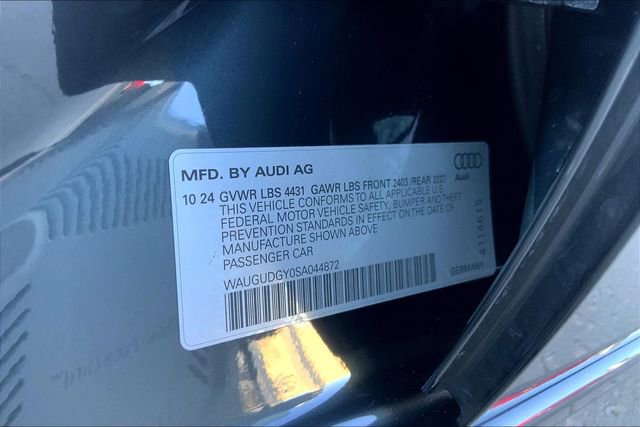 MFD. BY AUDI AG
Audi
10 24 GVWR LBS 4431 GAWR LBS FRONT 2403 /REAR 2227
THIS VEHICLE CONFORMS TO ALL APPLICABLE U.S.
FEDERAL MOTOR VEHICLE SAFETY, BUMPER AND THEFT
PREVENTION STANDARDS IN EFFECT ON THE DATE OF
MANUFACTURE SHOWN ABOVE
PASSENGER CAR
WAUGUDGY0SA044872
GERMANY
4114615